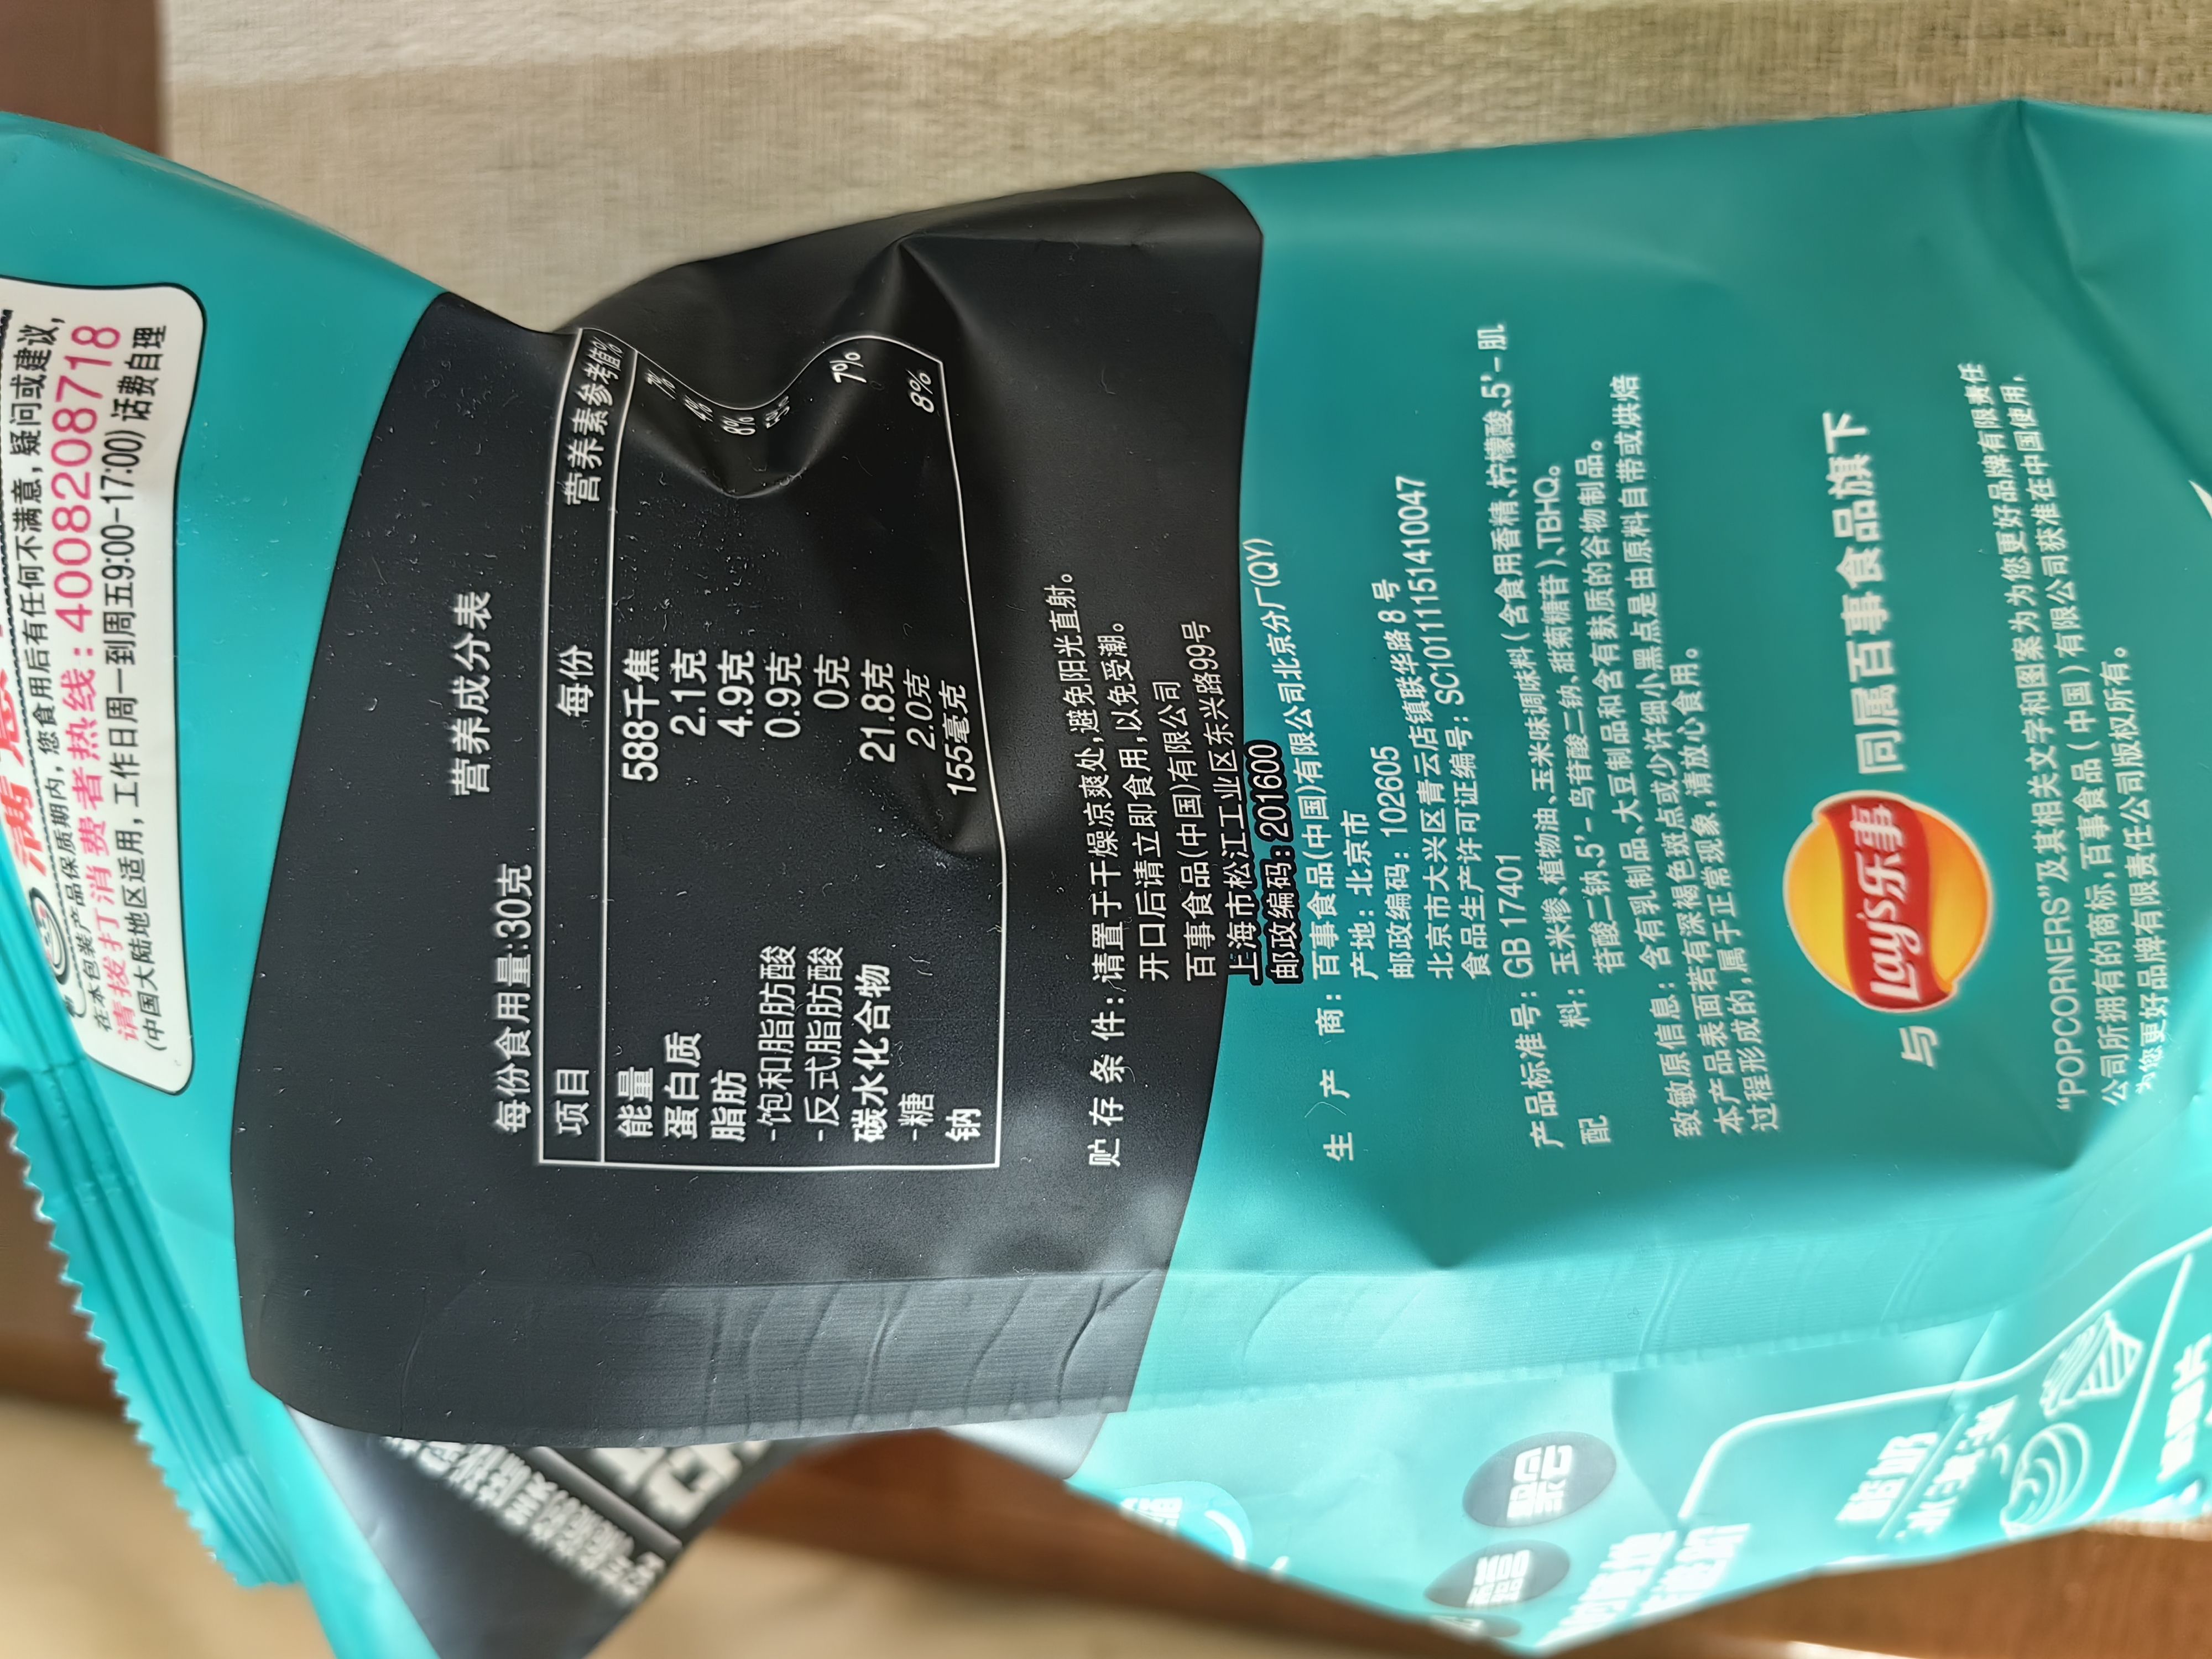 在本包装产品保质期内，您食用后有任何不满意，疑问或建议，
请拨打消费者热线：4008208718
(中国大陆地区适用，工作日周一到周五9:00-17:00) 话费自理
营养成分表
每份食用量:30克
项目 每份 营养素参考值%
能量 588千焦 7%
蛋白质 2.1克 4%
脂肪 4.9克 8%
-饱和脂肪酸 0.9克
-反式脂肪酸 0克
碳水化合物 21.8克 7%
-糖 2.0克
钠 155毫克 8%
贮存条件:请置于干燥凉爽处,避免阳光直射。
开口后请立即食用,以免受潮。
百事食品(中国)有限公司
上海市松江工业区东兴路99号
邮政编码: 201600
生产商: 百事食品(中国)有限公司北京分厂(QY)
产地: 北京市
邮政编码: 102605
北京市大兴区青云店镇联华路 8 号
食品生产许可证编号: SC10111151410047
产品标准号: GB 17401
配料: 玉米糁、植物油、玉米味调味料 (含食用香精、柠檬酸、5’-肌
苷酸二钠、5’-鸟苷酸二钠、甜菊糖苷)、TBHQ。
致敏原信息: 含有乳制品、大豆制品和含有麸质的谷物制品。
本产品表面若有深褐色斑点或少许细小黑点是由原料自带或烘焙
过程形成的,属于正常现象,请放心食用。
与 Lay's乐事 同属百事食品旗下
“POPCORNERS”及其相关文字和图案为为您更好品牌有限责任
公司所拥有的商标,百事食品（中国）有限公司获准在中国使用,
为您更好品牌有限责任公司版权所有。